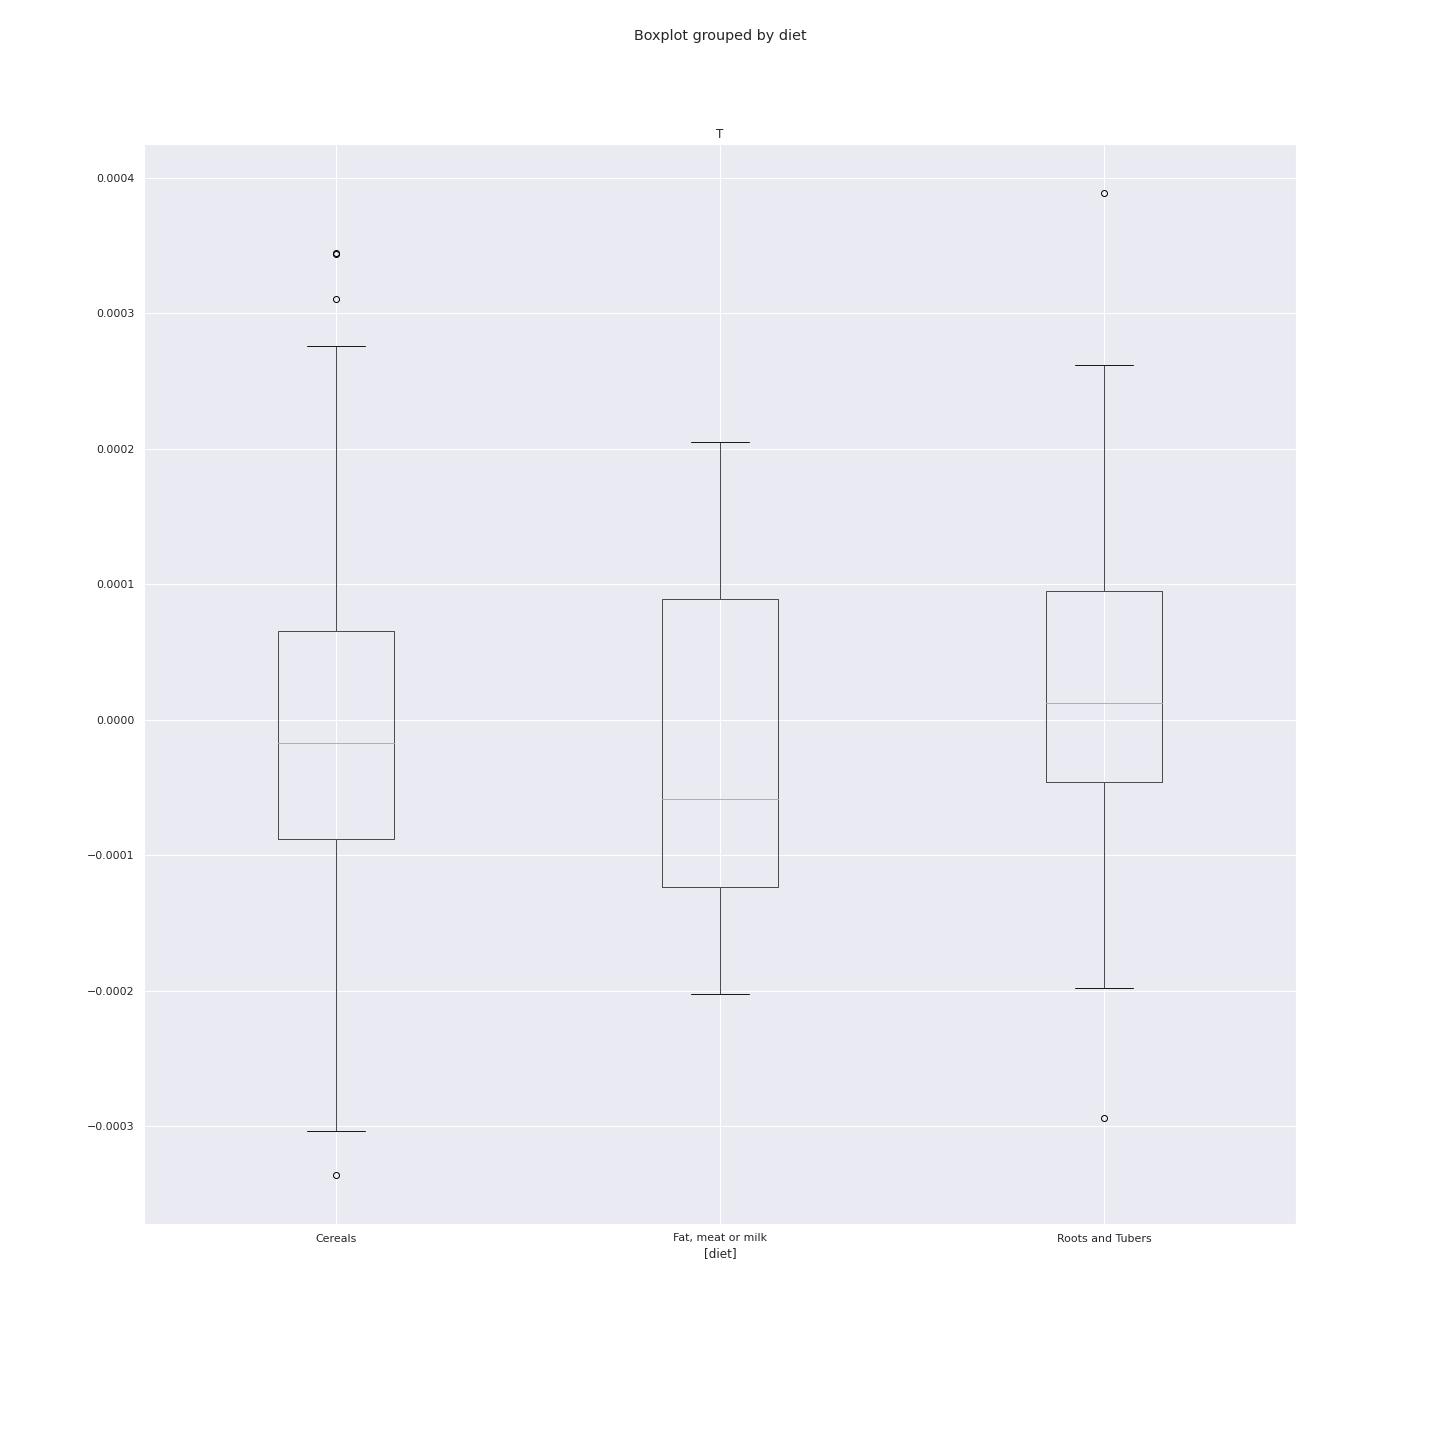 Boxplot grouped by diet
T
0.0004
0.0003
0.0002
0.0001
0.0000
−0.0001
−0.0002
−0.0003
Cereals
Fat, meat or milk
Roots and Tubers
[diet]